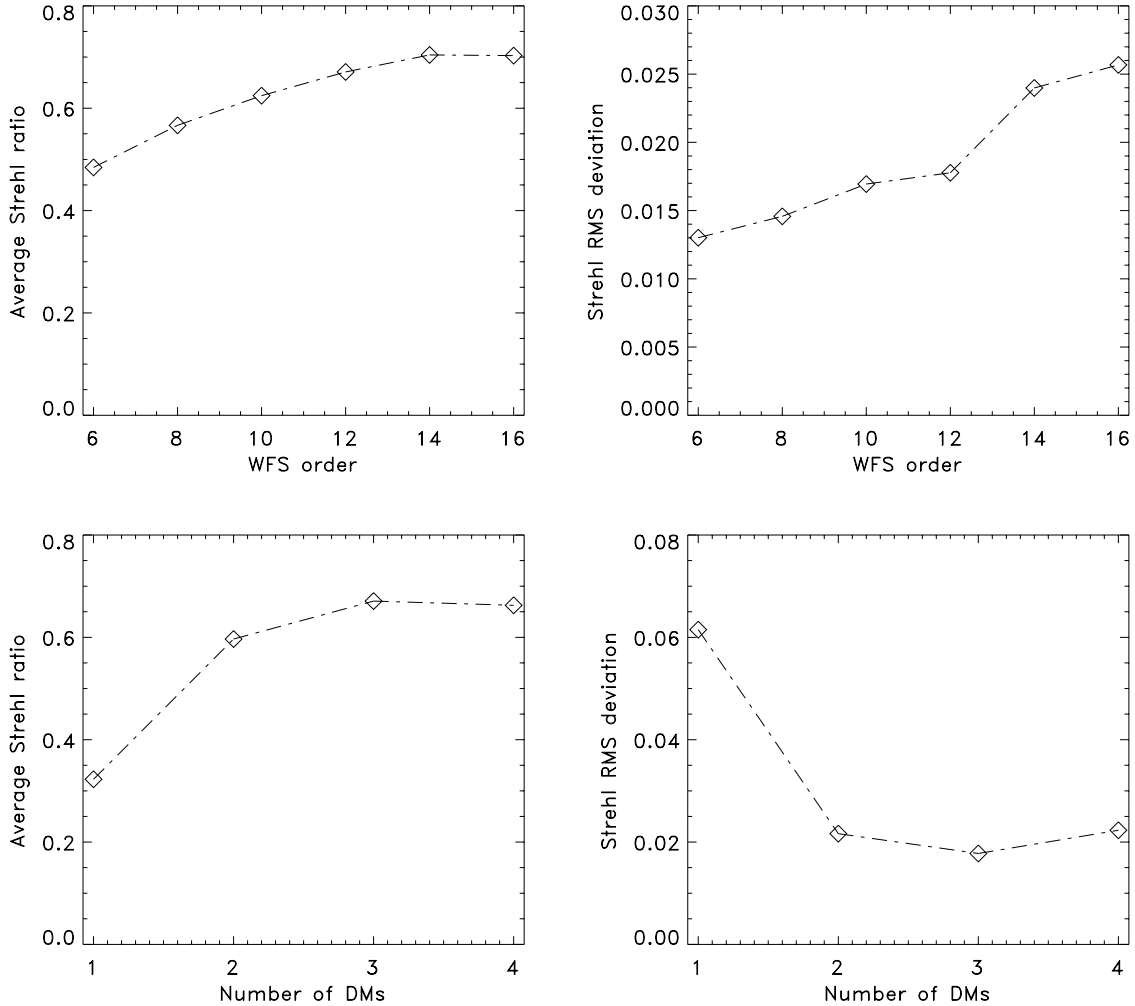 0.8
0.6
0.4
0.2
0.0
Average Strehl ratio
6 8 10 12 14 16
WFS order
0.030
0.025
0.020
0.015
0.010
0.005
0.000
Strehl RMS deviation
6 8 10 12 14 16
WFS order
0.8
0.6
0.4
0.2
0.0
Average Strehl ratio
1 2 3 4
Number of DMs
0.08
0.06
0.04
0.02
0.00
Strehl RMS deviation
1 2 3 4
Number of DMs